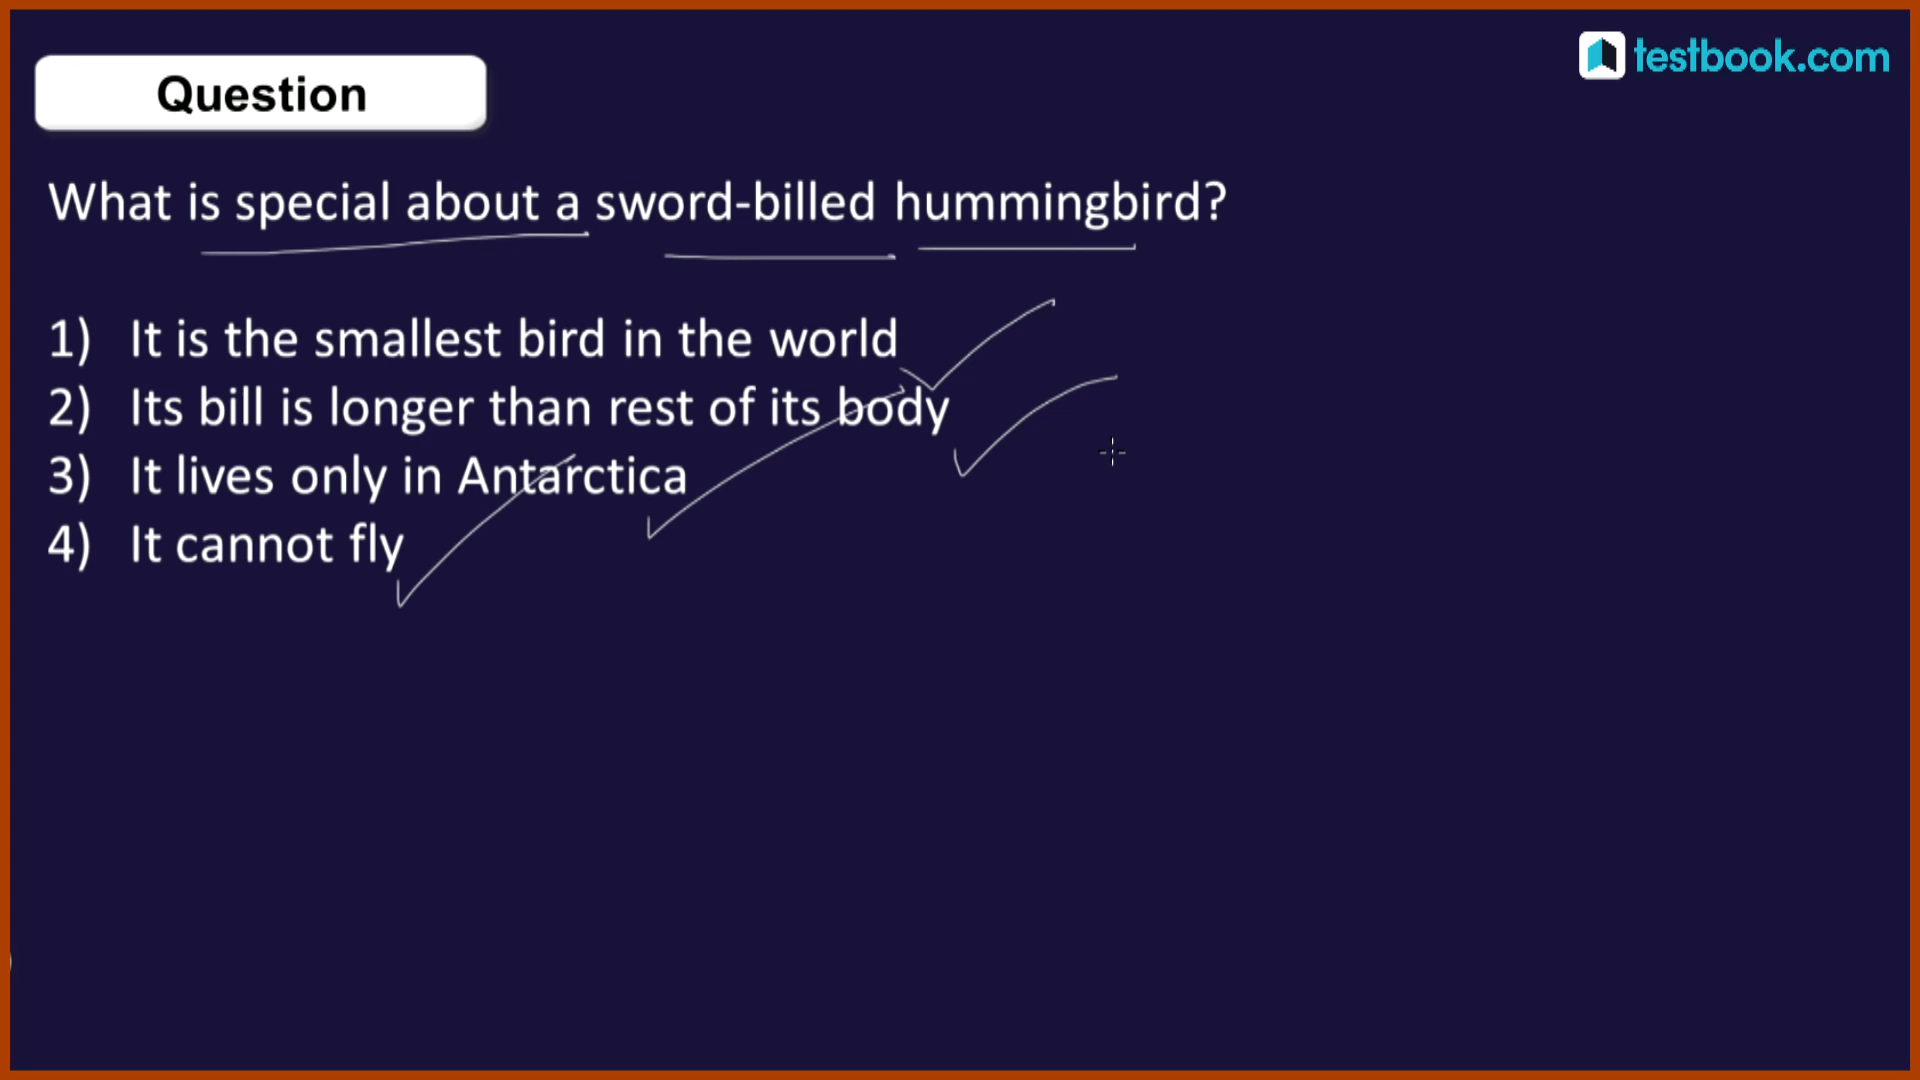 testbook.com
Question
What is special about a sword-billed hummingbird?
1) It is the smallest bird in the world
2) Its bill is longer than rest of its body
3) It lives only in Antarctica
4) It cannot fly